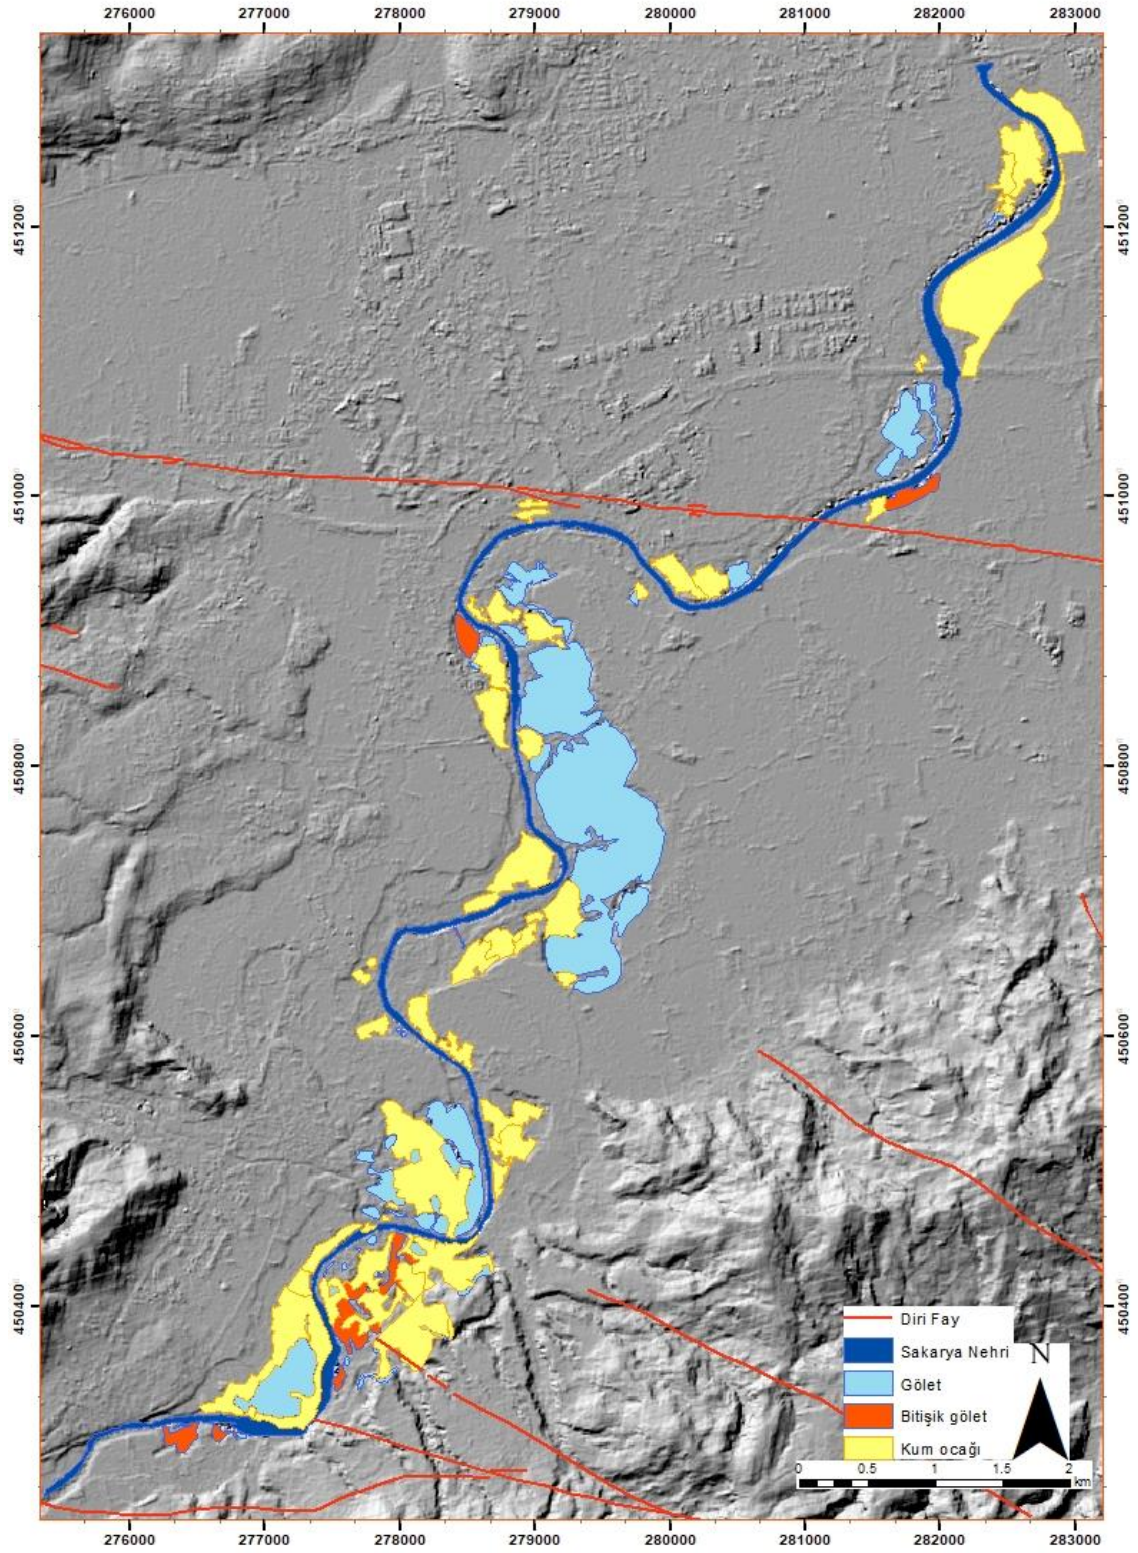 276000 277000 278000 279000 280000 281000 282000 283000
451200 451200
451000 451000
450800 450800
450600 450600
450400 450400
Diri Fay
Sakarya Nehri
N
Gölet
Bitişik gölet
Kum ocağı
0 0.5 1 1.5 2
km
276000 277000 278000 279000 280000 281000 282000 283000